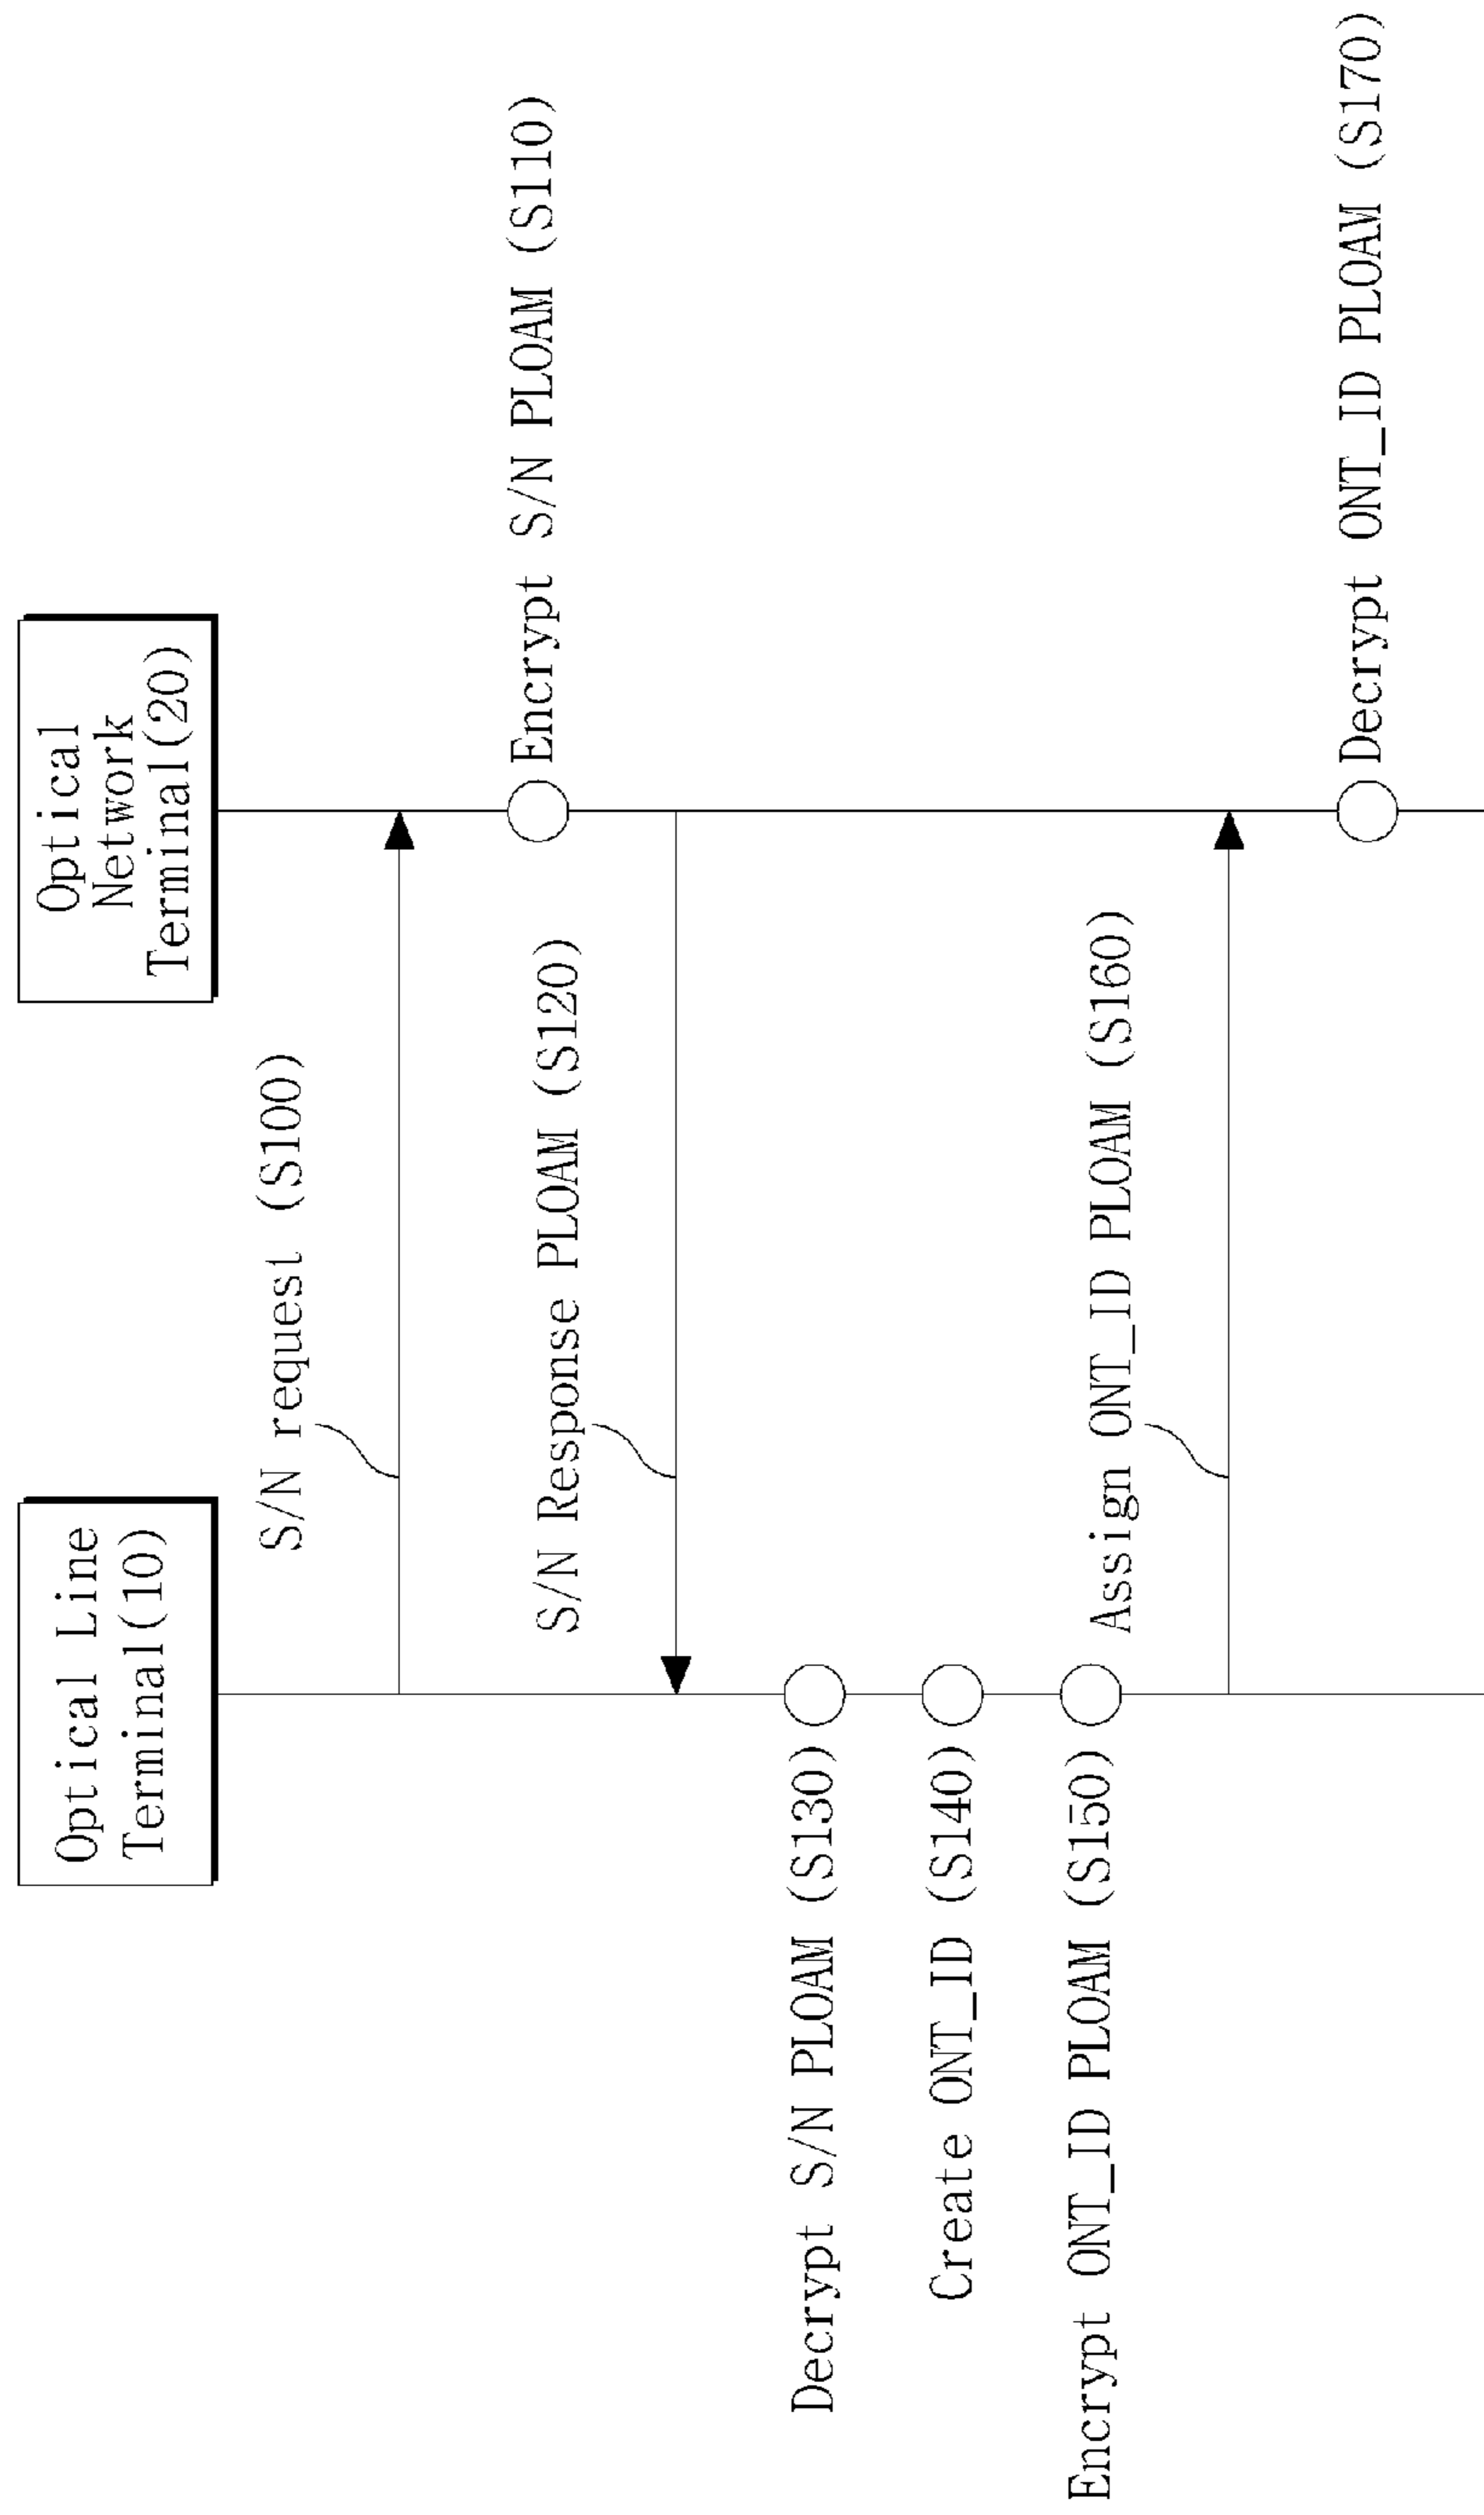 Optical Line
Terminal(10)
Optical
Network
Terminal(20)
S/N request (S100)
Encrypt S/N PLOAM (S110)
S/N Response PLOAM (S120)
Decrypt S/N PLOAM (S130)
Create ONT_ID (S140)
Encrypt ONT_ID PLOAM (S150)
Assign ONT_ID PLOAM (S160)
Decrypt ONT_ID PLOAM (S170)